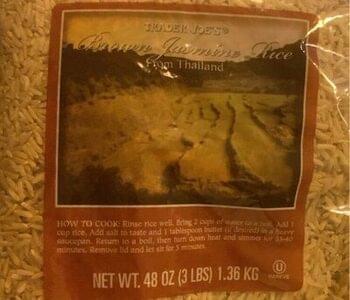 TRADER JOE'S®
Brown Jasmine Rice
From Thailand
HOW TO COOK: Rinse rice well. Bring 2 cups of water to a boil. Add 1
cup rice. Add salt to taste and 1 tablespoon butter (if desired) in a heavy
saucepan. Return to a boil, then turn down heat and simmer for 35-40
minutes. Remove lid and let sit for 5 minutes.
NET WT. 48 OZ (3 LBS) 1.36 KG
U
PAREVE